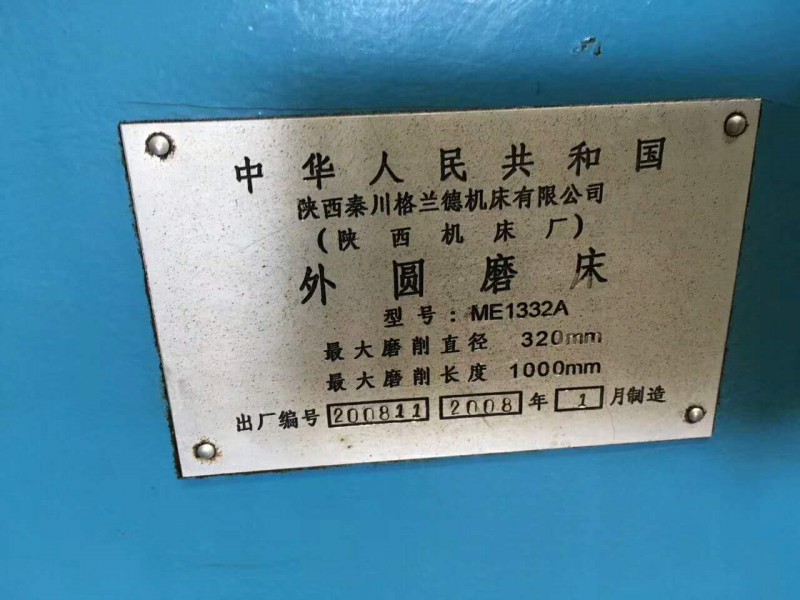 中华人民共和国
陕西秦川格兰德机床有限公司
(陕西机床厂)
外圆磨床
型号：ME1332A
最大磨削直径 320mm
最大磨削长度 1000mm
出厂编号 200811 2008 年 1 月制造